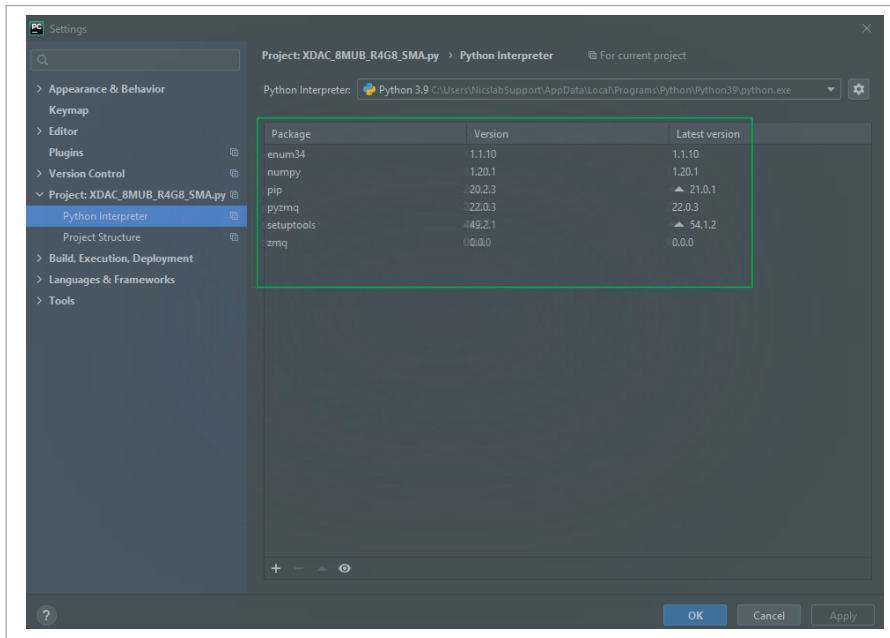 PC Settings
Project: XDAC_8MUB_R4G8_SMA.py > Python Interpreter For current project
> Appearance & Behavior
Python Interpreter: Python 3.9 C:\Users\NicslabSupport\AppData\Local\Programs\Python\Python39\python.exe
Keymap
> Editor
Plugins
> Version Control
Project: XDAC_8MUB_R4G8_SMA.py
Python Interpreter
Project Structure
> Build, Execution, Deployment
> Languages & Frameworks
> Tools
Package Version Latest version
enum34 1.1.10 1.1.10
numpy 1.20.1 1.20.1
pip 20.2.3 ▲ 21.0.1
pyzmq 22.0.3 22.0.3
setuptools 49.2.1 ▲ 54.1.2
zmq 0.0.0 0.0.0
? OK Cancel Apply